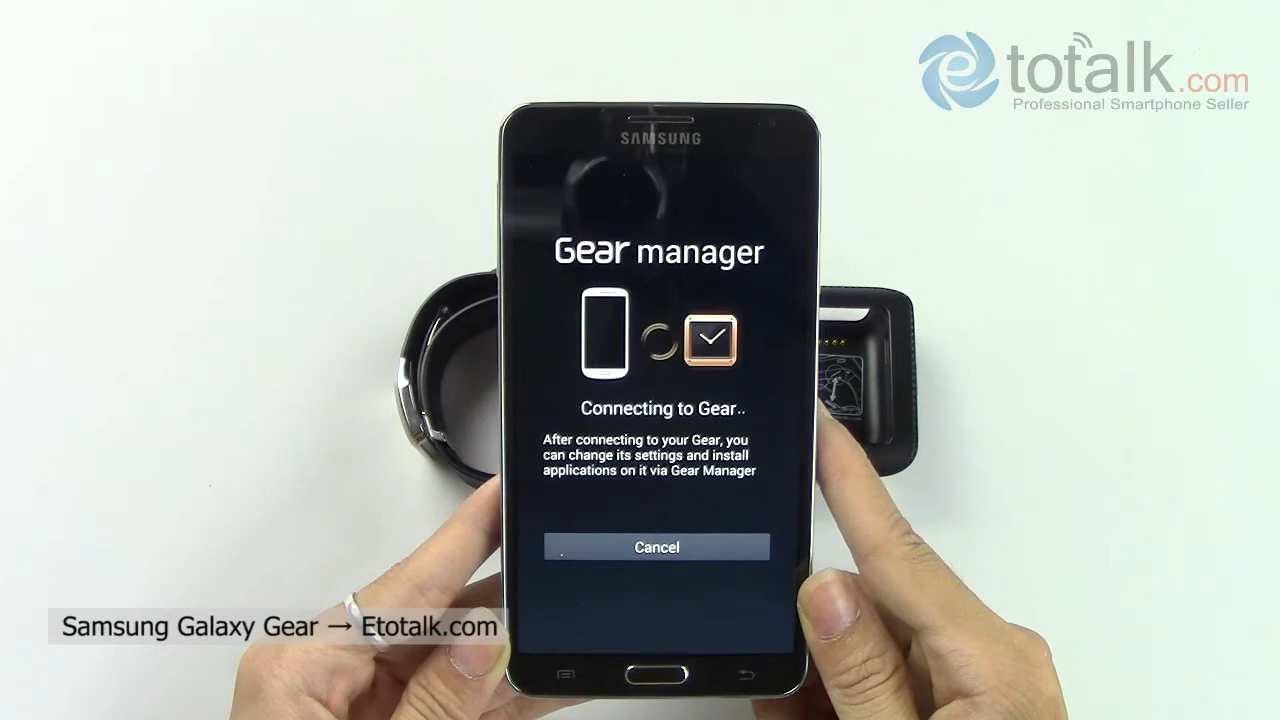 etotalk.com
Professional Smartphone Seller
SAMSUNG
Gear manager
Connecting to Gear..
After connecting to your Gear, you
can change its settings and install
applications on it via Gear Manager
Cancel
Samsung Galaxy Gear → Etotalk.com